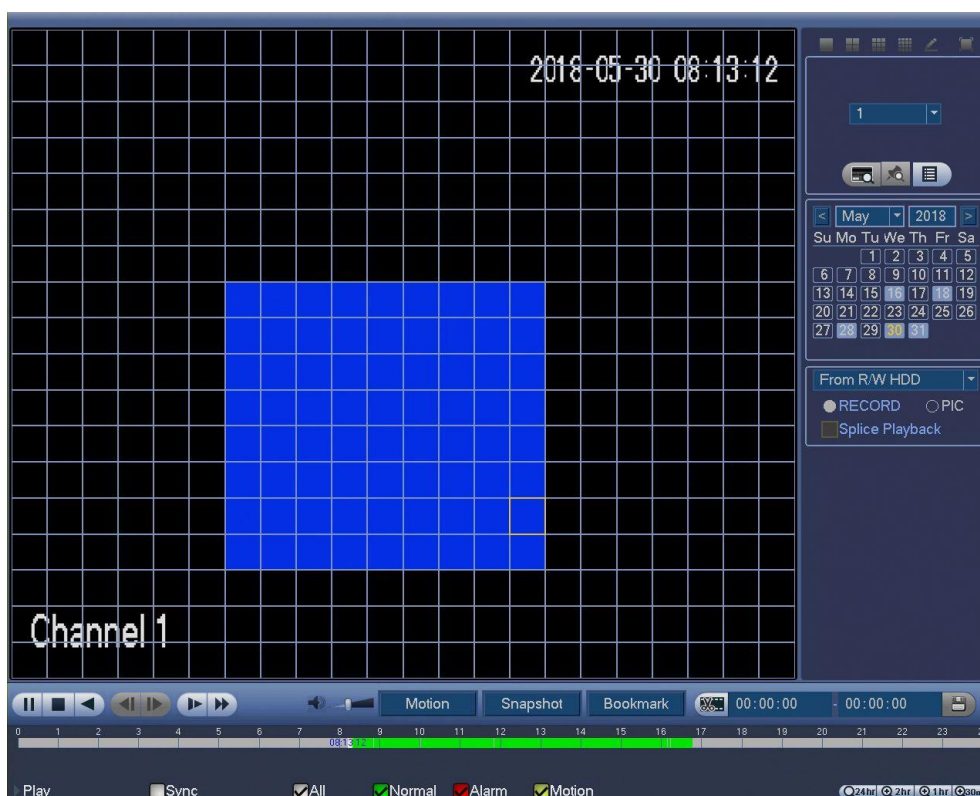 2018-05-30 08:13:12
1
< May 2018 >
Su Mo Tu We Th Fr Sa
1 2 3 4 5
6 7 8 9 10 11 12
13 14 15 16 17 18 19
20 21 22 23 24 25 26
27 28 29 30 31
From R/W HDD
RECORD PIC
Splice Playback
Channel 1
Motion Snapshot Bookmark 00:00:00 - 00:00:00
0 1 2 3 4 5 6 7 8 9 10 11 12 13 14 15 16 17 18 19 20 21 22 23
08:13:12
Play Sync All Normal Alarm Motion 24hr 2hr 1hr